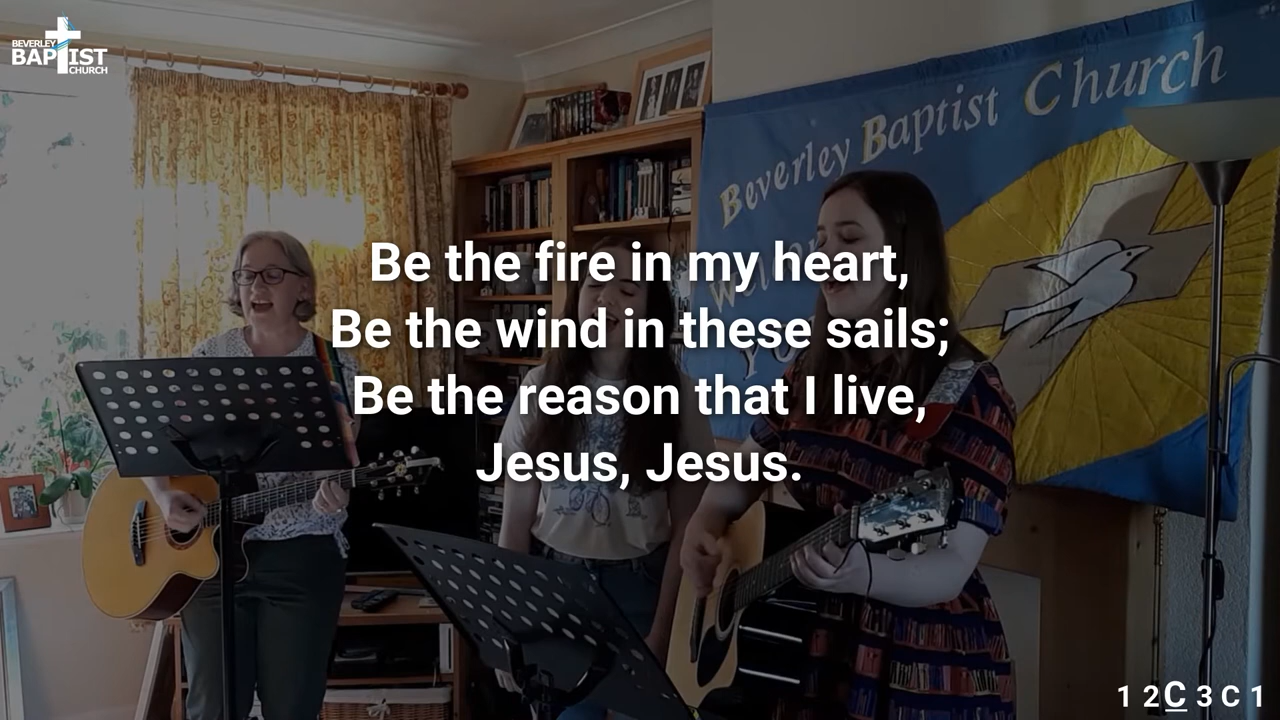 BEVERLEY
BAPTIST
CHURCH
Beverley Baptist Church
Be the fire in my heart,
Be the wind in these sails;
Be the reason that I live,
Jesus, Jesus.
1 2 C 3 C 1